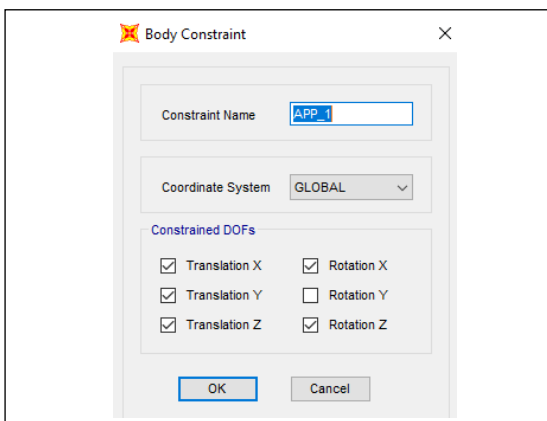 Body Constraint
Constraint Name APP_1
Coordinate System GLOBAL
Constrained DOFs
Translation X Rotation X
Translation Y Rotation Y
Translation Z Rotation Z
OK Cancel